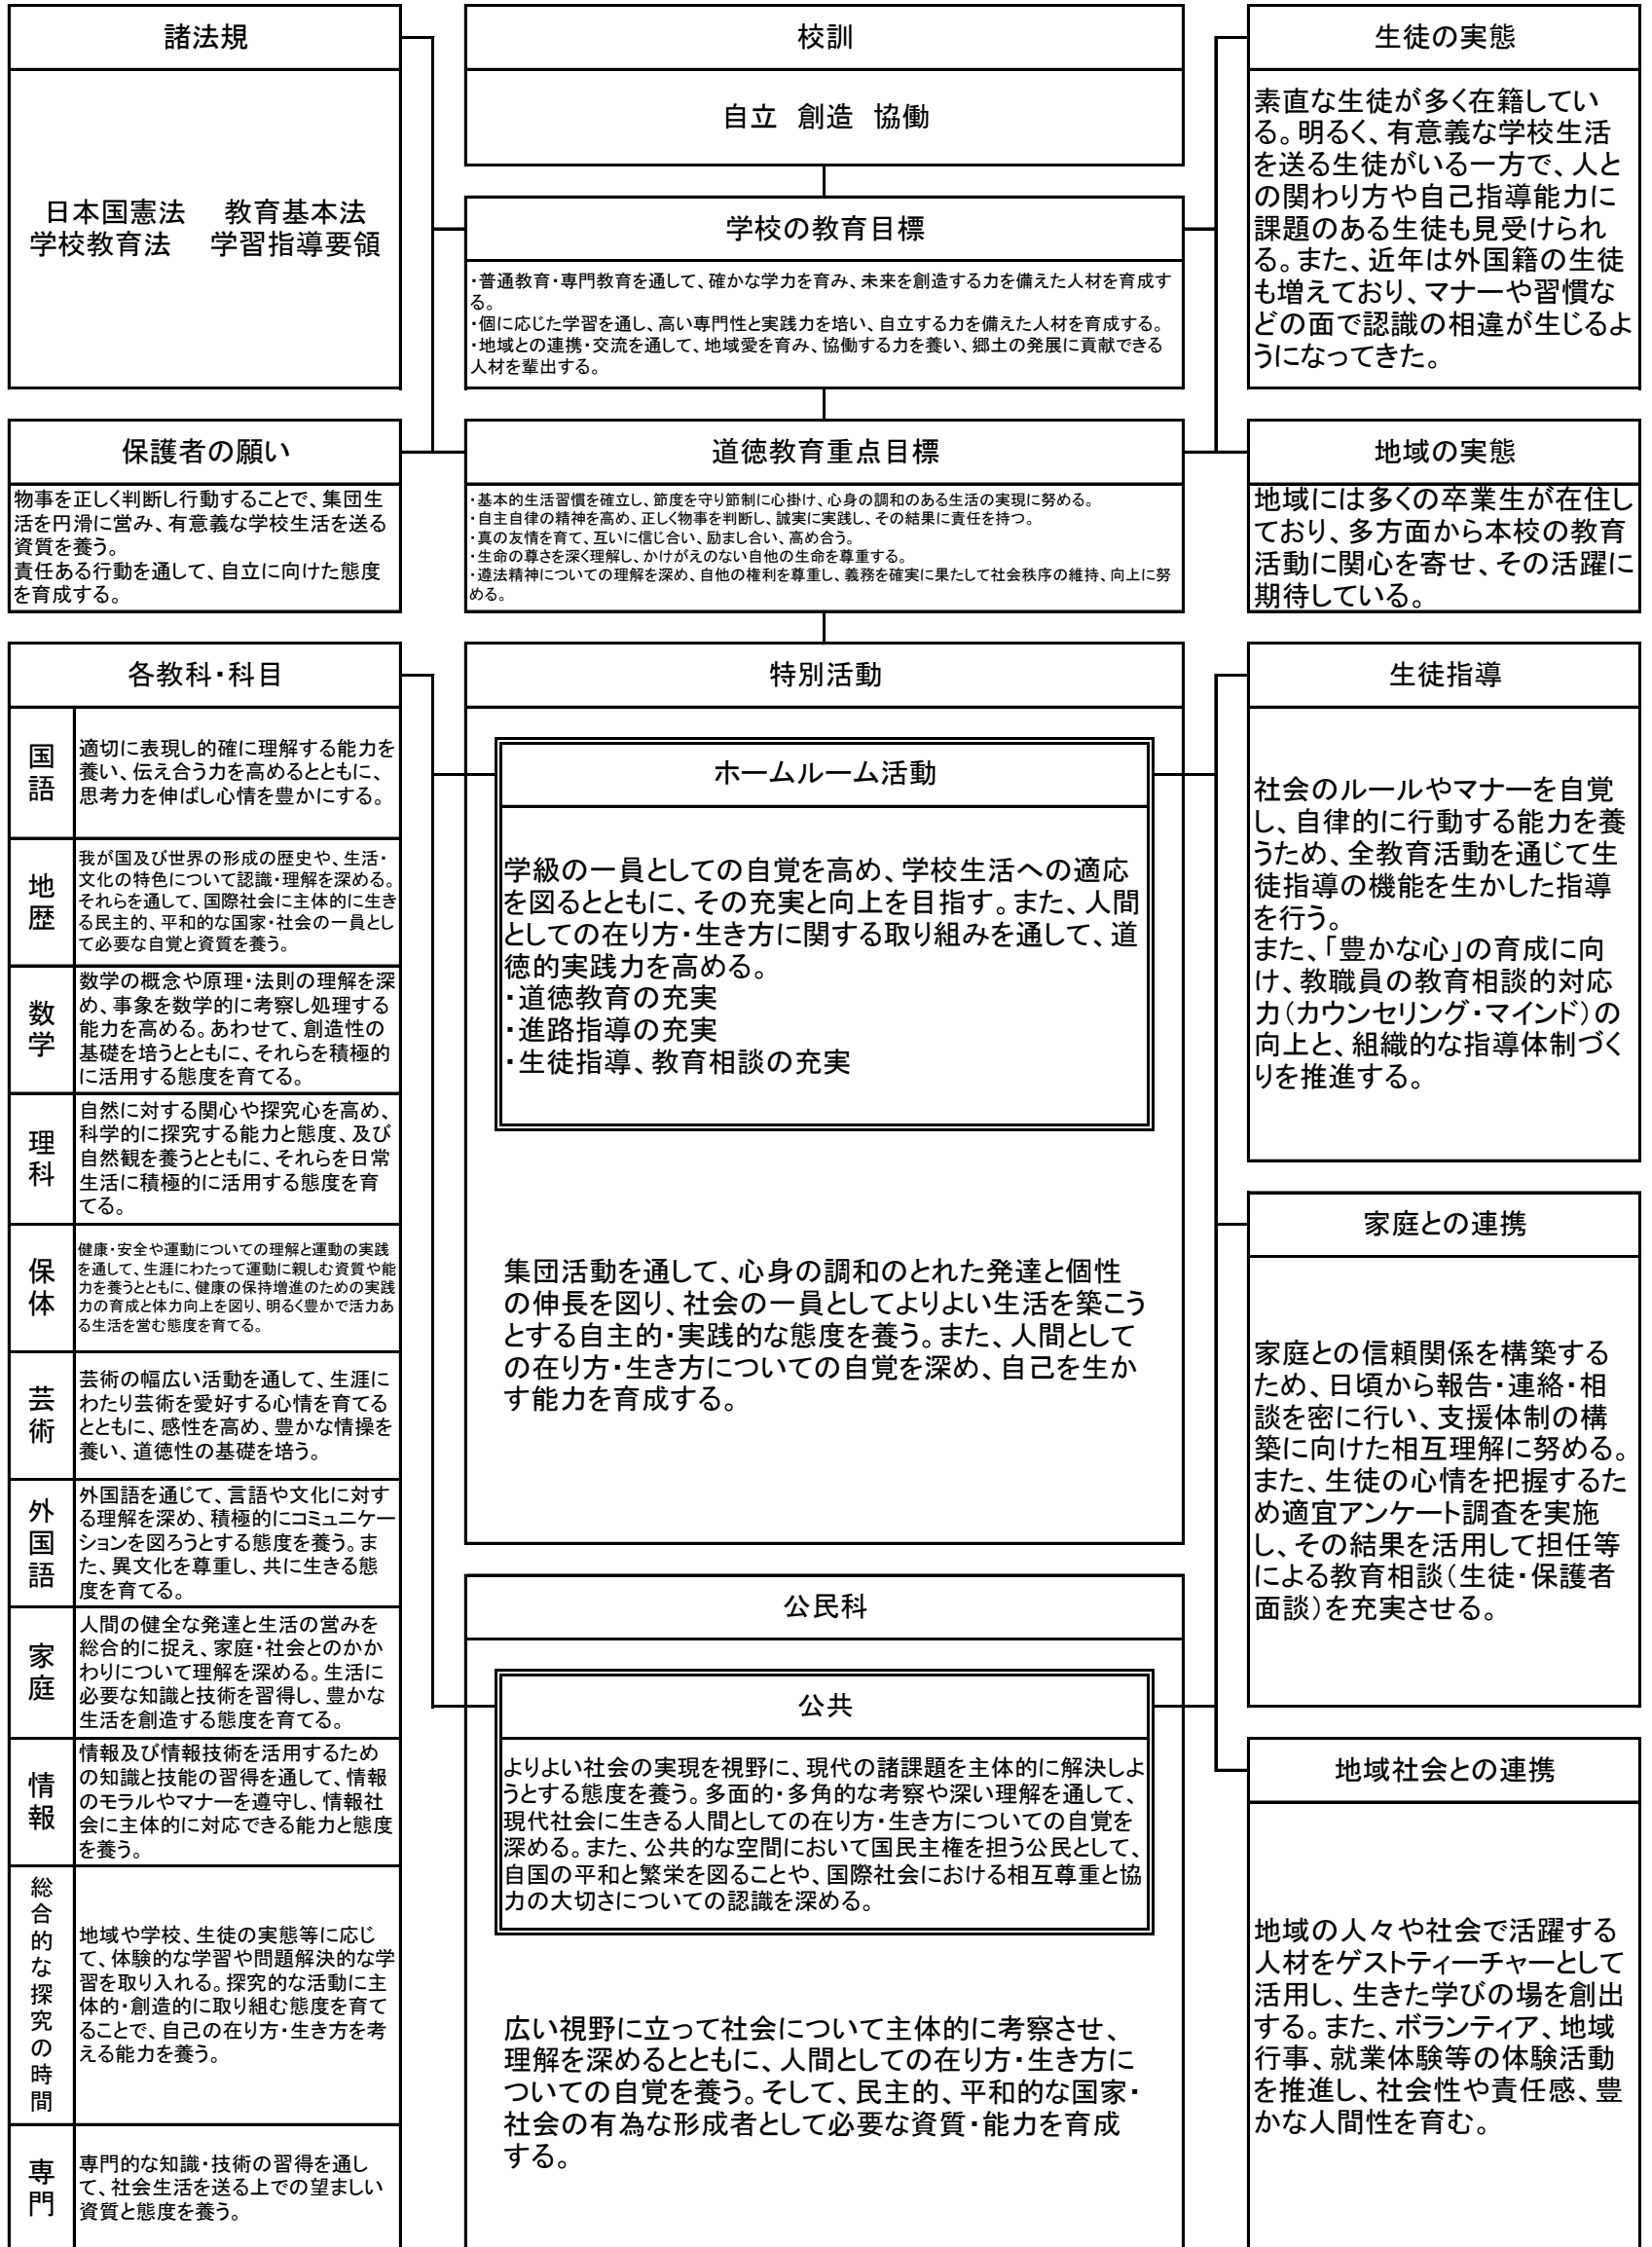 諸法規
日本国憲法　教育基本法
学校教育法　学習指導要領
校訓
自立　創造　協働
学校の教育目標
・普通教育・専門教育を通して、確かな学力を育み、未来を創造する力を備えた人材を育成す
る。
・個に応じた学習を通し、高い専門性と実践力を培い、自立する力を備えた人材を育成する。
・地域との連携・交流を通して、地域愛を育み、協働する力を養い、郷土の発展に貢献できる
人材を輩出する。
生徒の実態
素直な生徒が多く在籍してい
る。明るく、有意義な学校生活
を送る生徒がいる一方で、人と
の関わり方や自己指導能力に
課題のある生徒も見受けられ
る。また、近年は外国籍の生徒
も増えており、マナーや習慣な
どの面で認識の相違が生じるよ
うになってきた。
保護者の願い
物事を正しく判断し行動することで、集団生
活を円滑に営み、有意義な学校生活を送る
資質を養う。
責任ある行動を通して、自立に向けた態度
を育成する。
道徳教育重点目標
・基本的生活習慣を確立し、節度を守り節制に心掛け、心身の調和のある生活の実現に努める。
・自主自律の精神を高め、正しく物事を判断し、誠実に実践し、その結果に責任を持つ。
・真の友情を育て、互いに信じ合い、励まし合い、高め合う。
・生命の尊さを深く理解し、かけがえのない自他の生命を尊重する。
・遵法精神についての理解を深め、自他の権利を尊重し、義務を確実に果たして社会秩序の維持、向上に努
める。
地域の実態
地域には多くの卒業生が在住し
ており、多方面から本校の教育
活動に関心を寄せ、その活躍に
期待している。
各教科・科目
国語
適切に表現し的確に理解する能力を
養い、伝え合う力を高めるとともに、
思考力を伸ばし心情を豊かにする。
地歴
我が国及び世界の形成の歴史や、生活・
文化の特色について認識・理解を深める。
それらを通して、国際社会に主体的に生き
る民主的、平和的な国家・社会の一員とし
て必要な自覚と資質を養う。
数学
数学の概念や原理・法則の理解を深
め、事象を数学的に考察し処理する
能力を高める。あわせて、創造性の
基礎を培うとともに、それらを積極的
に活用する態度を育てる。
理科
自然に対する関心や探究心を高め、
科学的に探究する能力と態度、及び
自然観を養うとともに、それらを日常
生活に積極的に活用する態度を育
てる。
保体
健康・安全や運動についての理解と運動の実践
を通して、生涯にわたって運動に親しむ資質や能
力を養うとともに、健康の保持増進のための実践
力の育成と体力向上を図り、明るく豊かで活力あ
る生活を営む態度を育てる。
芸術
芸術の幅広い活動を通して、生涯に
わたり芸術を愛好する心情を育てる
とともに、感性を高め、豊かな情操を
養い、道徳性の基礎を培う。
外国語
外国語を通じて、言語や文化に対す
る理解を深め、積極的にコミュニケー
ションを図ろうとする態度を養う。ま
た、異文化を尊重し、共に生きる態
度を育てる。
家庭
人間の健全な発達と生活の営みを
総合的に捉え、家庭・社会とのかか
わりについて理解を深める。生活に
必要な知識と技術を習得し、豊かな
生活を創造する態度を育てる。
情報
情報及び情報技術を活用するため
の知識と技能の習得を通して、情報
のモラルやマナーを遵守し、情報社
会に主体的に対応できる能力と態度
を養う。
総合的な探究の時間
地域や学校、生徒の実態等に応じ
て、体験的な学習や問題解決的な学
習を取り入れる。探究的な活動に主
体的・創造的に取り組む態度を育て
ることで、自己の在り方・生き方を考
える能力を養う。
専門
専門的な知識・技術の習得を通し
て、社会生活を送る上での望ましい
資質と態度を養う。
特別活動
ホームルーム活動
学級の一員としての自覚を高め、学校生活への適応
を図るとともに、その充実と向上を目指す。また、人間
としての在り方・生き方に関する取り組みを通して、道
徳的実践力を高める。
・道徳教育の充実
・進路指導の充実
・生徒指導、教育相談の充実
集団活動を通して、心身の調和のとれた発達と個性
の伸長を図り、社会の一員としてよりよい生活を築こう
とする自主的・実践的な態度を養う。また、人間として
の在り方・生き方についての自覚を深め、自己を生か
す能力を育成する。
公民科
公共
よりよい社会の実現を視野に、現代の諸課題を主体的に解決しよ
うとする態度を養う。多面的・多角的な考察や深い理解を通して、
現代社会に生きる人間としての在り方・生き方についての自覚を
深める。また、公共的な空間において国民主権を担う公民として、
自国の平和と繁栄を図ることや、国際社会における相互尊重と協
力の大切さについての認識を深める。
広い視野に立って社会について主体的に考察させ、
理解を深めるとともに、人間としての在り方・生き方に
ついての自覚を養う。そして、民主的、平和的な国家・
社会の有為な形成者として必要な資質・能力を育成
する。
生徒指導
社会のルールやマナーを自覚
し、自律的に行動する能力を養
うため、全教育活動を通じて生
徒指導の機能を生かした指導
を行う。
また、「豊かな心」の育成に向
け、教職員の教育相談的対応
力（カウンセリング・マインド）の
向上と、組織的な指導体制づく
りを推進する。
家庭との連携
家庭との信頼関係を構築する
ため、日頃から報告・連絡・相
談を密に行い、支援体制の構
築に向けた相互理解に努める。
また、生徒の心情を把握するた
め適宜アンケート調査を実施
し、その結果を活用して担任等
による教育相談（生徒・保護者
面談）を充実させる。
地域社会との連携
地域の人々や社会で活躍する
人材をゲストティーチャーとして
活用し、生きた学びの場を創出
する。また、ボランティア、地域
行事、就業体験等の体験活動
を推進し、社会性や責任感、豊
かな人間性を育む。